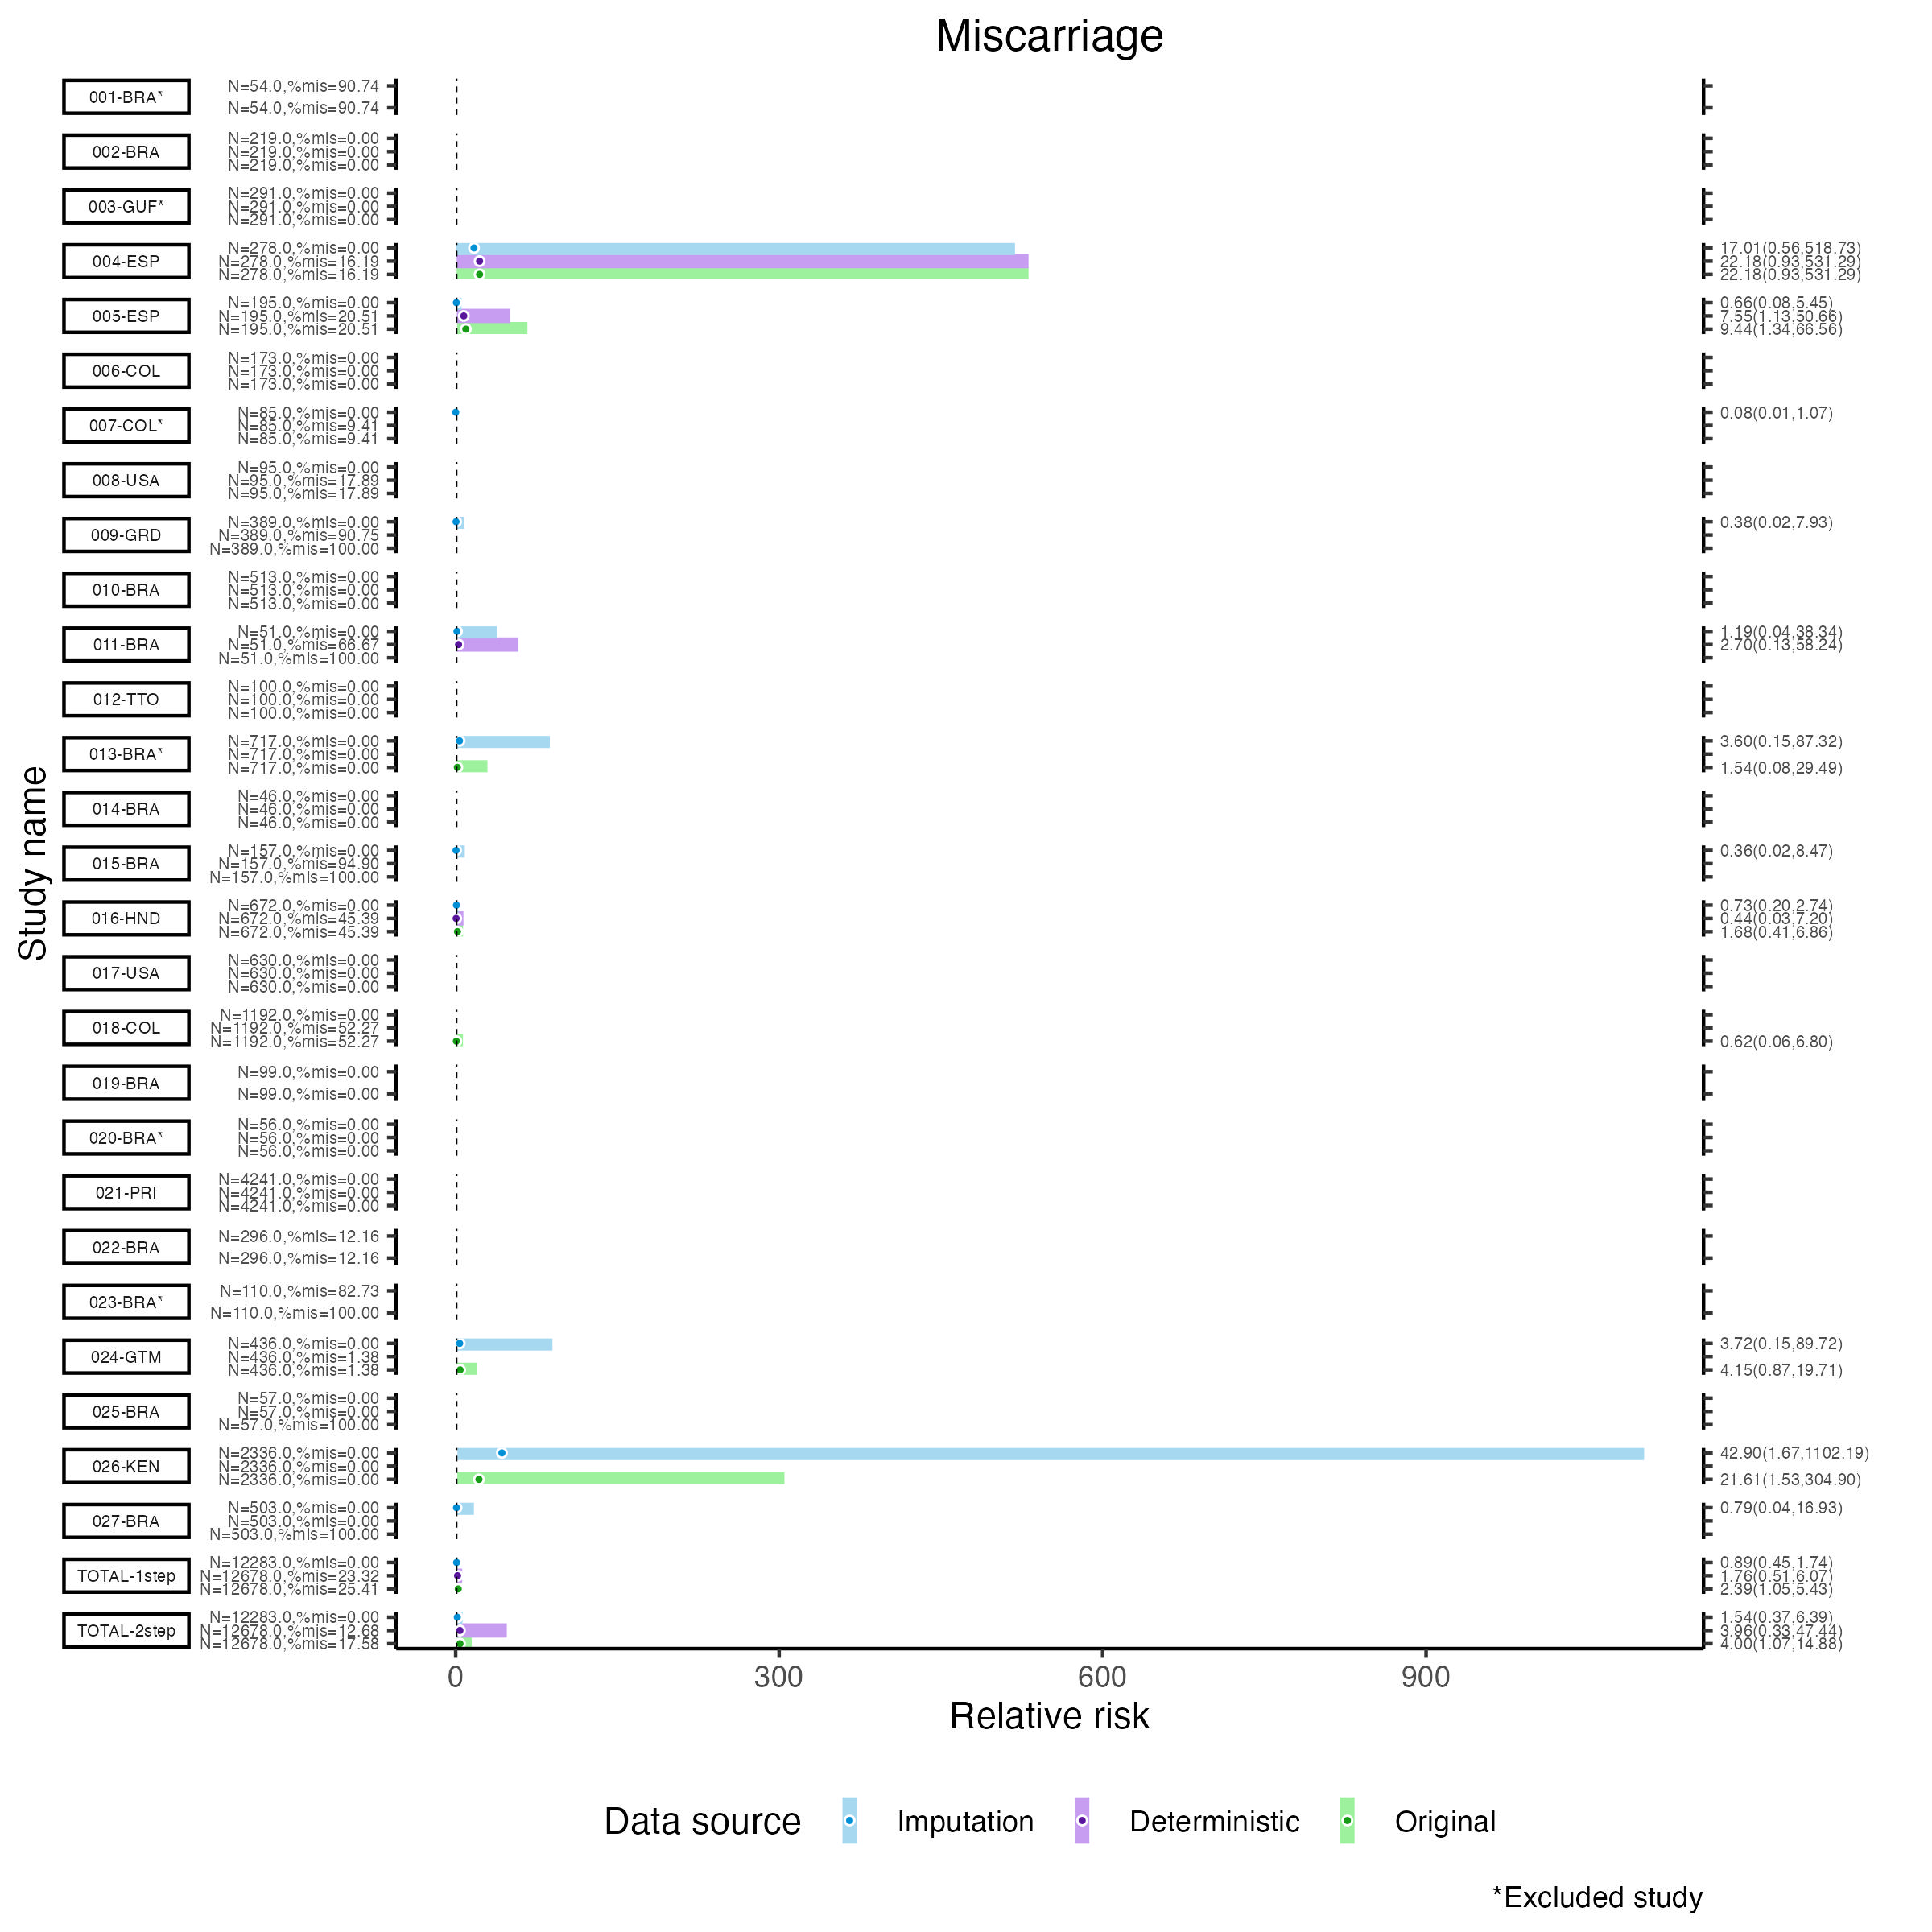 Miscarriage
Study name
001-BRA*
N=54.0,%mis=90.74
N=54.0,%mis=90.74
002-BRA
N=219.0,%mis=0.00
N=219.0,%mis=0.00
N=219.0,%mis=0.00
003-GUF*
N=291.0,%mis=0.00
N=291.0,%mis=0.00
N=291.0,%mis=0.00
004-ESP
N=278.0,%mis=0.00 17.01(0.56,518.73)
N=278.0,%mis=16.19 22.18(0.93,531.29)
N=278.0,%mis=16.19 22.18(0.93,531.29)
005-ESP
N=195.0,%mis=0.00 0.66(0.08,5.45)
N=195.0,%mis=20.51 7.55(1.13,50.66)
N=195.0,%mis=20.51 9.44(1.34,66.56)
006-COL
N=173.0,%mis=0.00
N=173.0,%mis=0.00
N=173.0,%mis=0.00
007-COL*
N=85.0,%mis=0.00 0.08(0.01,1.07)
N=85.0,%mis=9.41
N=85.0,%mis=9.41
008-USA
N=95.0,%mis=0.00
N=95.0,%mis=17.89
N=95.0,%mis=17.89
009-GRD
N=389.0,%mis=0.00 0.38(0.02,7.93)
N=389.0,%mis=90.75
N=389.0,%mis=100.00
010-BRA
N=513.0,%mis=0.00
N=513.0,%mis=0.00
N=513.0,%mis=0.00
011-BRA
N=51.0,%mis=0.00 1.19(0.04,38.34)
N=51.0,%mis=66.67 2.70(0.13,58.24)
N=51.0,%mis=100.00
012-TTO
N=100.0,%mis=0.00
N=100.0,%mis=0.00
N=100.0,%mis=0.00
013-BRA*
N=717.0,%mis=0.00 3.60(0.15,87.32)
N=717.0,%mis=0.00
N=717.0,%mis=0.00 1.54(0.08,29.49)
014-BRA
N=46.0,%mis=0.00
N=46.0,%mis=0.00
N=46.0,%mis=0.00
015-BRA
N=157.0,%mis=0.00 0.36(0.02,8.47)
N=157.0,%mis=94.90
N=157.0,%mis=100.00
016-HND
N=672.0,%mis=0.00 0.73(0.20,2.74)
N=672.0,%mis=45.39 0.44(0.03,7.20)
N=672.0,%mis=45.39 1.68(0.41,6.86)
017-USA
N=630.0,%mis=0.00
N=630.0,%mis=0.00
N=630.0,%mis=0.00
018-COL
N=1192.0,%mis=0.00
N=1192.0,%mis=52.27
N=1192.0,%mis=52.27 0.62(0.06,6.80)
019-BRA
N=99.0,%mis=0.00
N=99.0,%mis=0.00
020-BRA*
N=56.0,%mis=0.00
N=56.0,%mis=0.00
N=56.0,%mis=0.00
021-PRI
N=4241.0,%mis=0.00
N=4241.0,%mis=0.00
N=4241.0,%mis=0.00
022-BRA
N=296.0,%mis=12.16
N=296.0,%mis=12.16
023-BRA*
N=110.0,%mis=82.73
N=110.0,%mis=100.00
024-GTM
N=436.0,%mis=0.00 3.72(0.15,89.72)
N=436.0,%mis=1.38
N=436.0,%mis=1.38 4.15(0.87,19.71)
025-BRA
N=57.0,%mis=0.00
N=57.0,%mis=0.00
N=57.0,%mis=100.00
026-KEN
N=2336.0,%mis=0.00 42.90(1.67,1102.19)
N=2336.0,%mis=0.00
N=2336.0,%mis=0.00 21.61(1.53,304.90)
027-BRA
N=503.0,%mis=0.00 0.79(0.04,16.93)
N=503.0,%mis=0.00
N=503.0,%mis=100.00
TOTAL-1step
N=12283.0,%mis=0.00 0.89(0.45,1.74)
N=12678.0,%mis=23.32 1.76(0.51,6.07)
N=12678.0,%mis=25.41 2.39(1.05,5.43)
TOTAL-2step
N=12283.0,%mis=0.00 1.54(0.37,6.39)
N=12678.0,%mis=12.68 3.96(0.33,47.44)
N=12678.0,%mis=17.58 4.00(1.07,14.88)
0 300 600 900
Relative risk
Data source Imputation Deterministic Original
*Excluded study